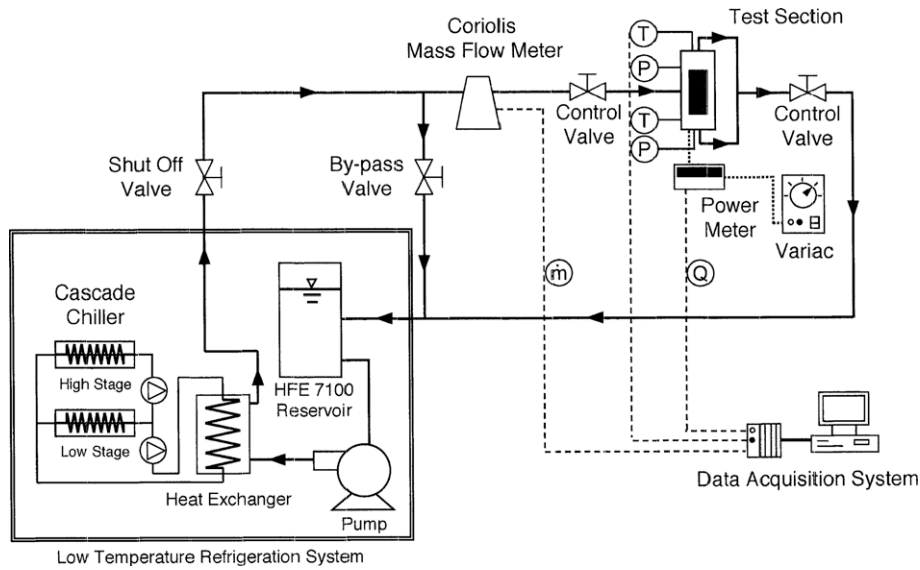 Test Section
Coriolis
Mass Flow Meter
T
P
T
P
Control
Valve
Control
Valve
Shut Off
Valve
By-pass
Valve
Power
Meter
Variac
ṁ
Q
Cascade
Chiller
High Stage
Low Stage
HFE 7100
Reservoir
Heat Exchanger
Pump
Data Acquisition System
Low Temperature Refrigeration System